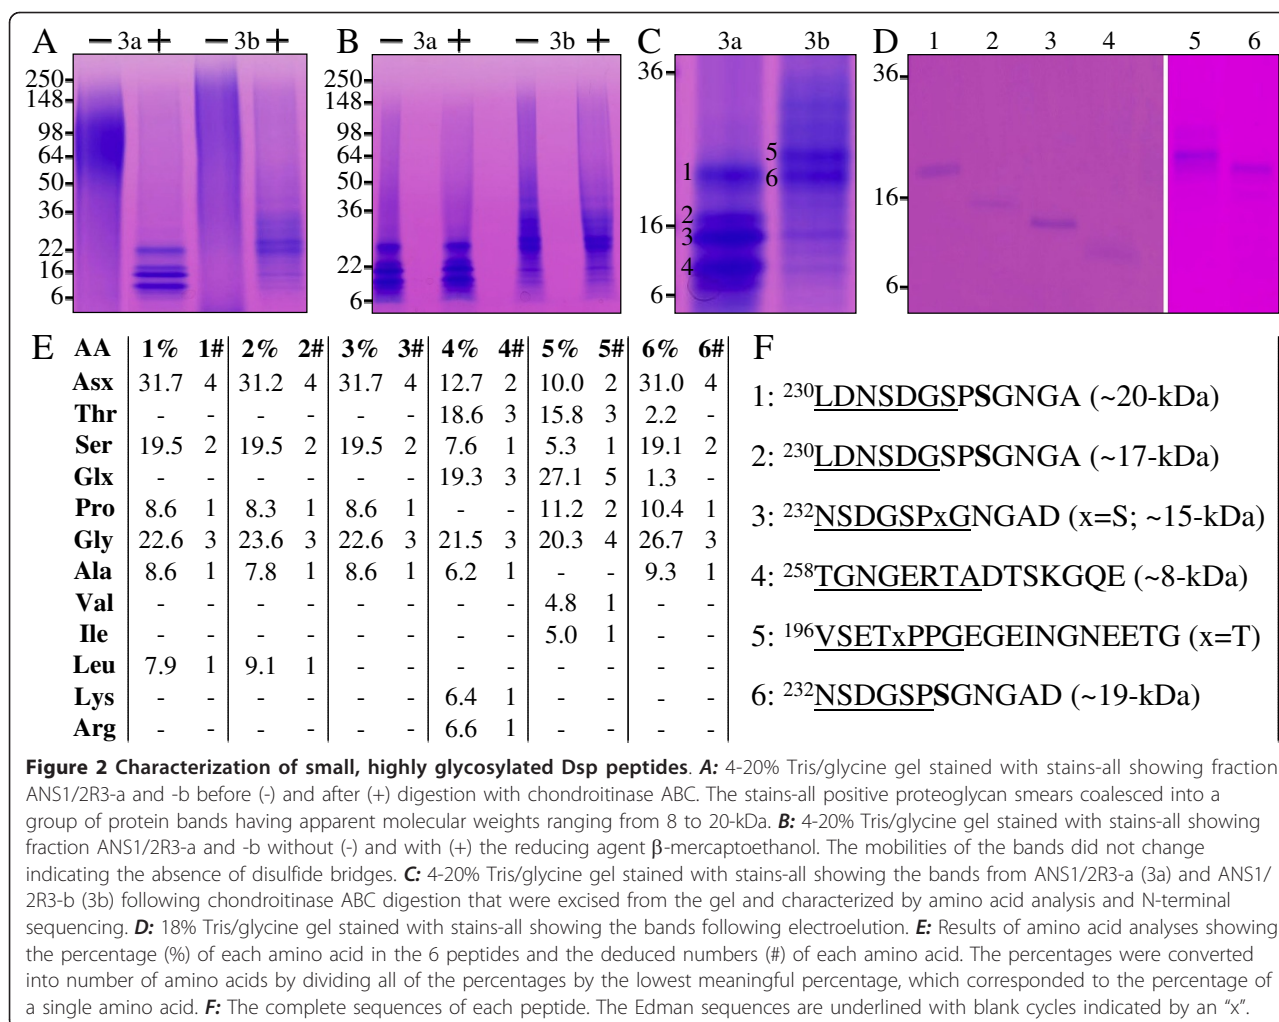 A − 3a + − 3b +
250
148
98
64
50
36
22
16
6
B − 3a + − 3b +
250
148
98
64
50
36
22
6
C 3a 3b
36
16
6
1
2
3
4
5
6
D 1 2 3 4 5 6
36
16
6
E AA 1% 1# 2% 2# 3% 3# 4% 4# 5% 5# 6% 6#
Asx 31.7 4 31.2 4 31.7 4 12.7 2 10.0 2 31.0 4
Thr - - - - - - 18.6 3 15.8 3 2.2 -
Ser 19.5 2 19.5 2 19.5 2 7.6 1 5.3 1 19.1 2
Glx - - - - - - 19.3 3 27.1 5 1.3 -
Pro 8.6 1 8.3 1 8.6 1 - - 11.2 2 10.4 1
Gly 22.6 3 23.6 3 22.6 3 21.5 3 20.3 4 26.7 3
Ala 8.6 1 7.8 1 8.6 1 6.2 1 - - 9.3 1
Val - - - - - - - - 4.8 1 - -
Ile - - - - - - - - 5.0 1 - -
Leu 7.9 1 9.1 1 - - - - - - - -
Lys - - - - - - 6.4 1 - - - -
Arg - - - - - - 6.6 1 - - - -
F
1: ²³⁰LDNSDGSPSGNGA (~20-kDa)
2: ²³⁰LDNSDGSPSGNGA (~17-kDa)
3: ²³²NSDGSPxGNGAD (x=S; ~15-kDa)
4: ²⁵⁸TGNGERTADTSKGQE (~8-kDa)
5: ¹⁹⁶VSETxPPGEGEINGNEETG (x=T)
6: ²³²NSDGSPSGNGAD (~19-kDa)
Figure 2 Characterization of small, highly glycosylated Dsp peptides. A: 4-20% Tris/glycine gel stained with stains-all showing fraction
ANS1/2R3-a and -b before (-) and after (+) digestion with chondroitinase ABC. The stains-all positive proteoglycan smears coalesced into a
group of protein bands having apparent molecular weights ranging from 8 to 20-kDa. B: 4-20% Tris/glycine gel stained with stains-all showing
fraction ANS1/2R3-a and -b without (-) and with (+) the reducing agent β-mercaptoethanol. The mobilities of the bands did not change
indicating the absence of disulfide bridges. C: 4-20% Tris/glycine gel stained with stains-all showing the bands from ANS1/2R3-a (3a) and ANS1/
2R3-b (3b) following chondroitinase ABC digestion that were excised from the gel and characterized by amino acid analysis and N-terminal
sequencing. D: 18% Tris/glycine gel stained with stains-all showing the bands following electroelution. E: Results of amino acid analyses showing
the percentage (%) of each amino acid in the 6 peptides and the deduced numbers (#) of each amino acid. The percentages were converted
into number of amino acids by dividing all of the percentages by the lowest meaningful percentage, which corresponded to the percentage of
a single amino acid. F: The complete sequences of each peptide. The Edman sequences are underlined with blank cycles indicated by an “x”.